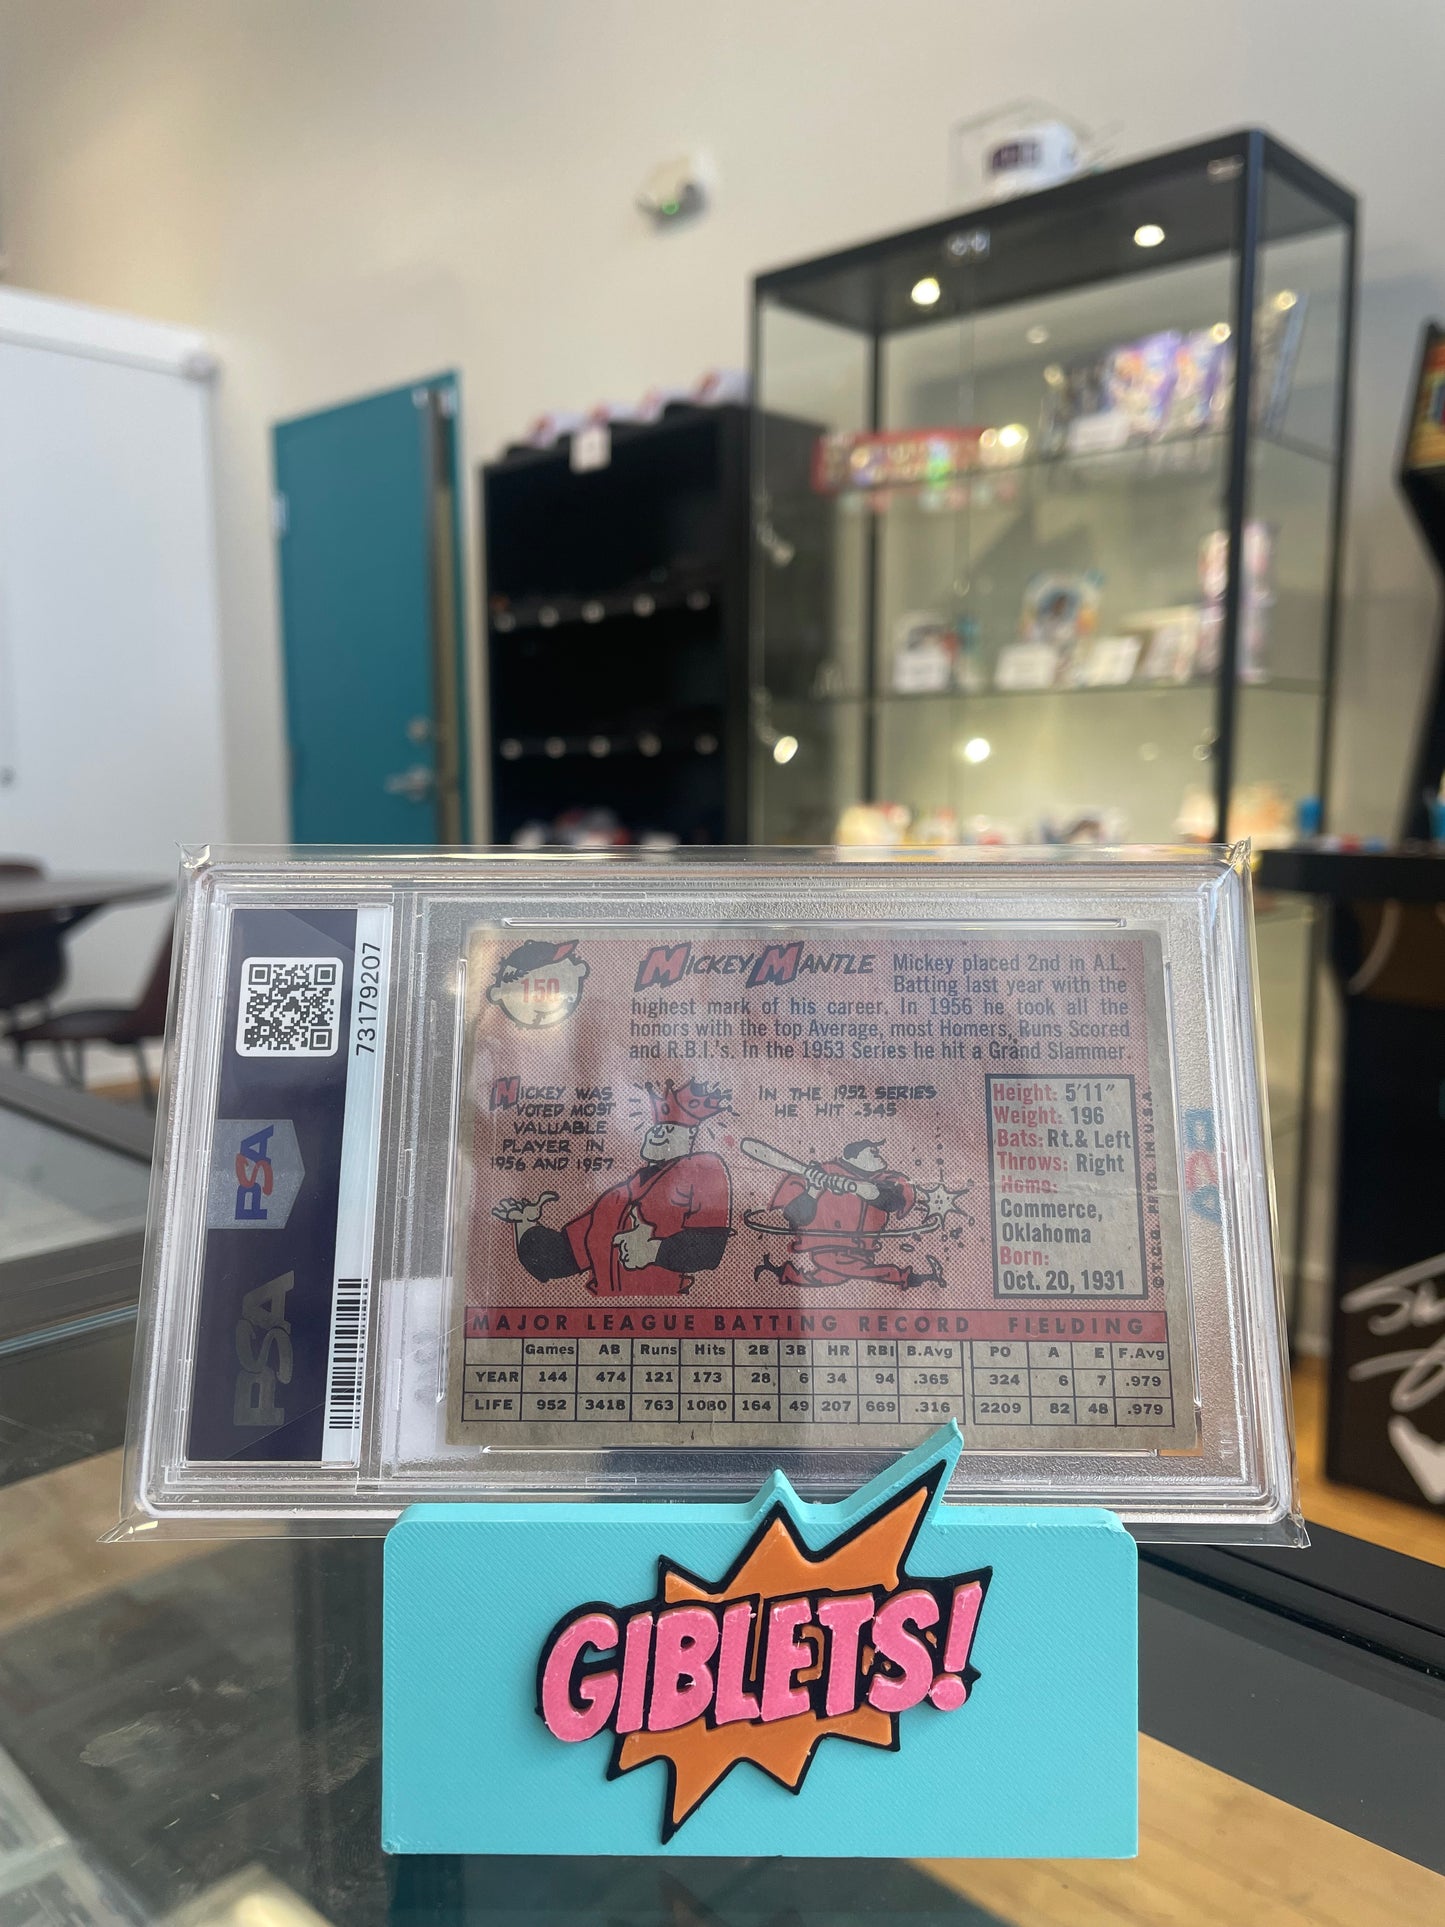 73179207
PSA
PSA
150
MICKEY MANTLE
Mickey placed 2nd in A.L.
Batting last year with the
highest mark of his career. In 1956 he took all the
honors with the top Average, most Homers, Runs Scored
and R.B.I.'s. In the 1953 Series he hit a Grand Slammer.
MICKEY WAS
VOTED MOST
VALUABLE
PLAYER IN
1956 AND 1957
IN THE 1952 SERIES
HE HIT .345
Height: 5'11"
Weight: 196
Bats: Rt. & Left
Throws: Right
Home:
Commerce,
Oklahoma
Born:
Oct. 20, 1931
© T.C.G. PRTD. IN U.S.A.
MAJOR LEAGUE BATTING RECORD FIELDING
Games AB Runs Hits 2B 3B HR RBI B.Avg PO A E F.Avg
YEAR 144 474 121 173 28 6 34 94 .365 324 6 7 .979
LIFE 952 3418 763 1080 164 49 207 669 .316 2209 82 48 .979
GIBLETS!